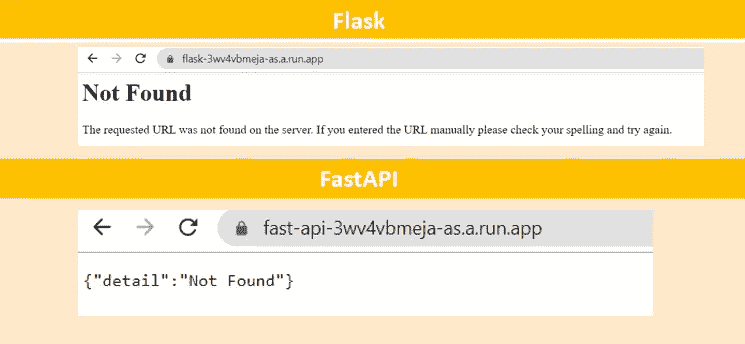 Flask
flask-3wv4vbmeja-as.a.run.app
Not Found
The requested URL was not found on the server. If you entered the URL manually please check your spelling and try again.
FastAPI
fast-api-3wv4vbmeja-as.a.run.app
{"detail":"Not Found"}